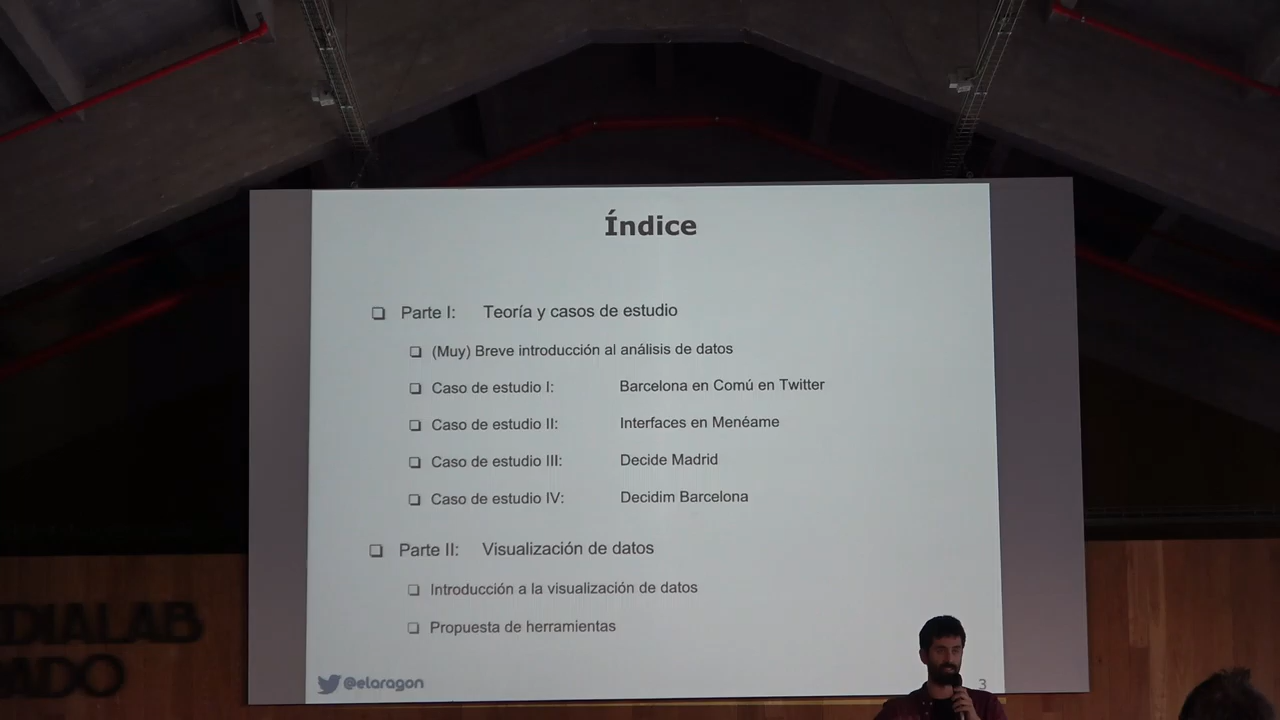 Índice
Parte I: Teoría y casos de estudio
(Muy) Breve introducción al análisis de datos
Caso de estudio I: Barcelona en Comú en Twitter
Caso de estudio II: Interfaces en Menéame
Caso de estudio III: Decide Madrid
Caso de estudio IV: Decidim Barcelona
Parte II: Visualización de datos
Introducción a la visualización de datos
Propuesta de herramientas
@elaragon
3
DIALAB
ADO